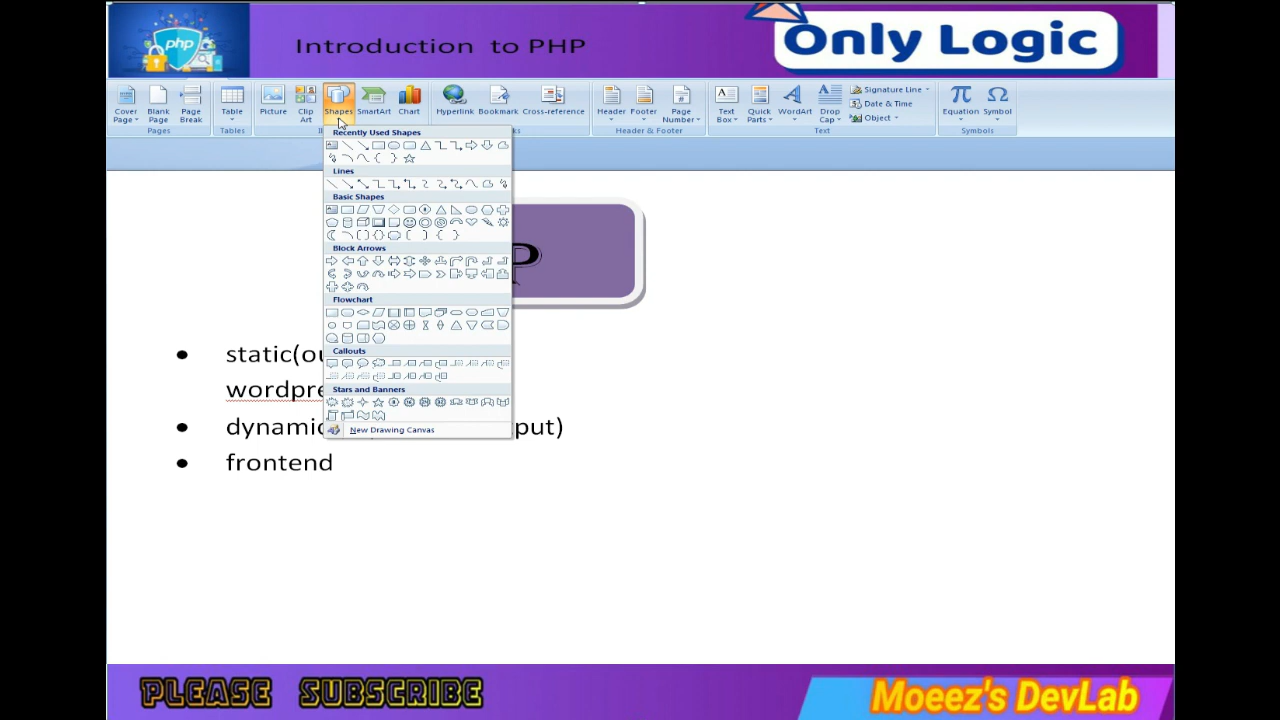 php
Introduction to PHP
Only Logic
Cover Page
Blank Page
Page Break
Pages
Table
Tables
Picture
Clip Art
Shapes
SmartArt
Chart
Hyperlink
Bookmark
Cross-reference
Header
Footer
Page Number
Header & Footer
Text Box
Quick Parts
WordArt
Drop Cap
Signature Line
Date & Time
Object
Text
Equation
Symbol
Symbols
Recently Used Shapes
Lines
Basic Shapes
Block Arrows
Flowchart
Callouts
Stars and Banners
New Drawing Canvas
P
• static(ou
wordpre
• dynamic put)
• frontend
PLEASE SUBSCRIBE
Moeez's DevLab